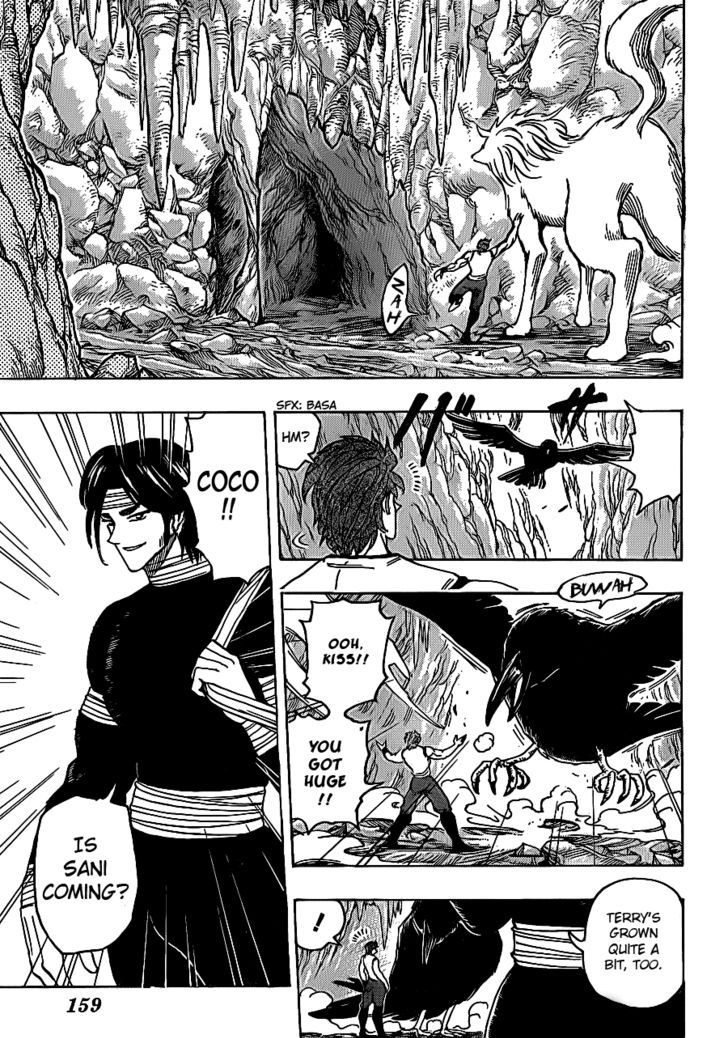 ZAH
SFX: BASA
HM?
BUWAH
OOH,
KISS!!
YOU
GOT
HUGE
!!
TERRY'S
GROWN
QUITE
A
BIT, TOO.
!
COCO
!!
IS
SANI
COMING?
159